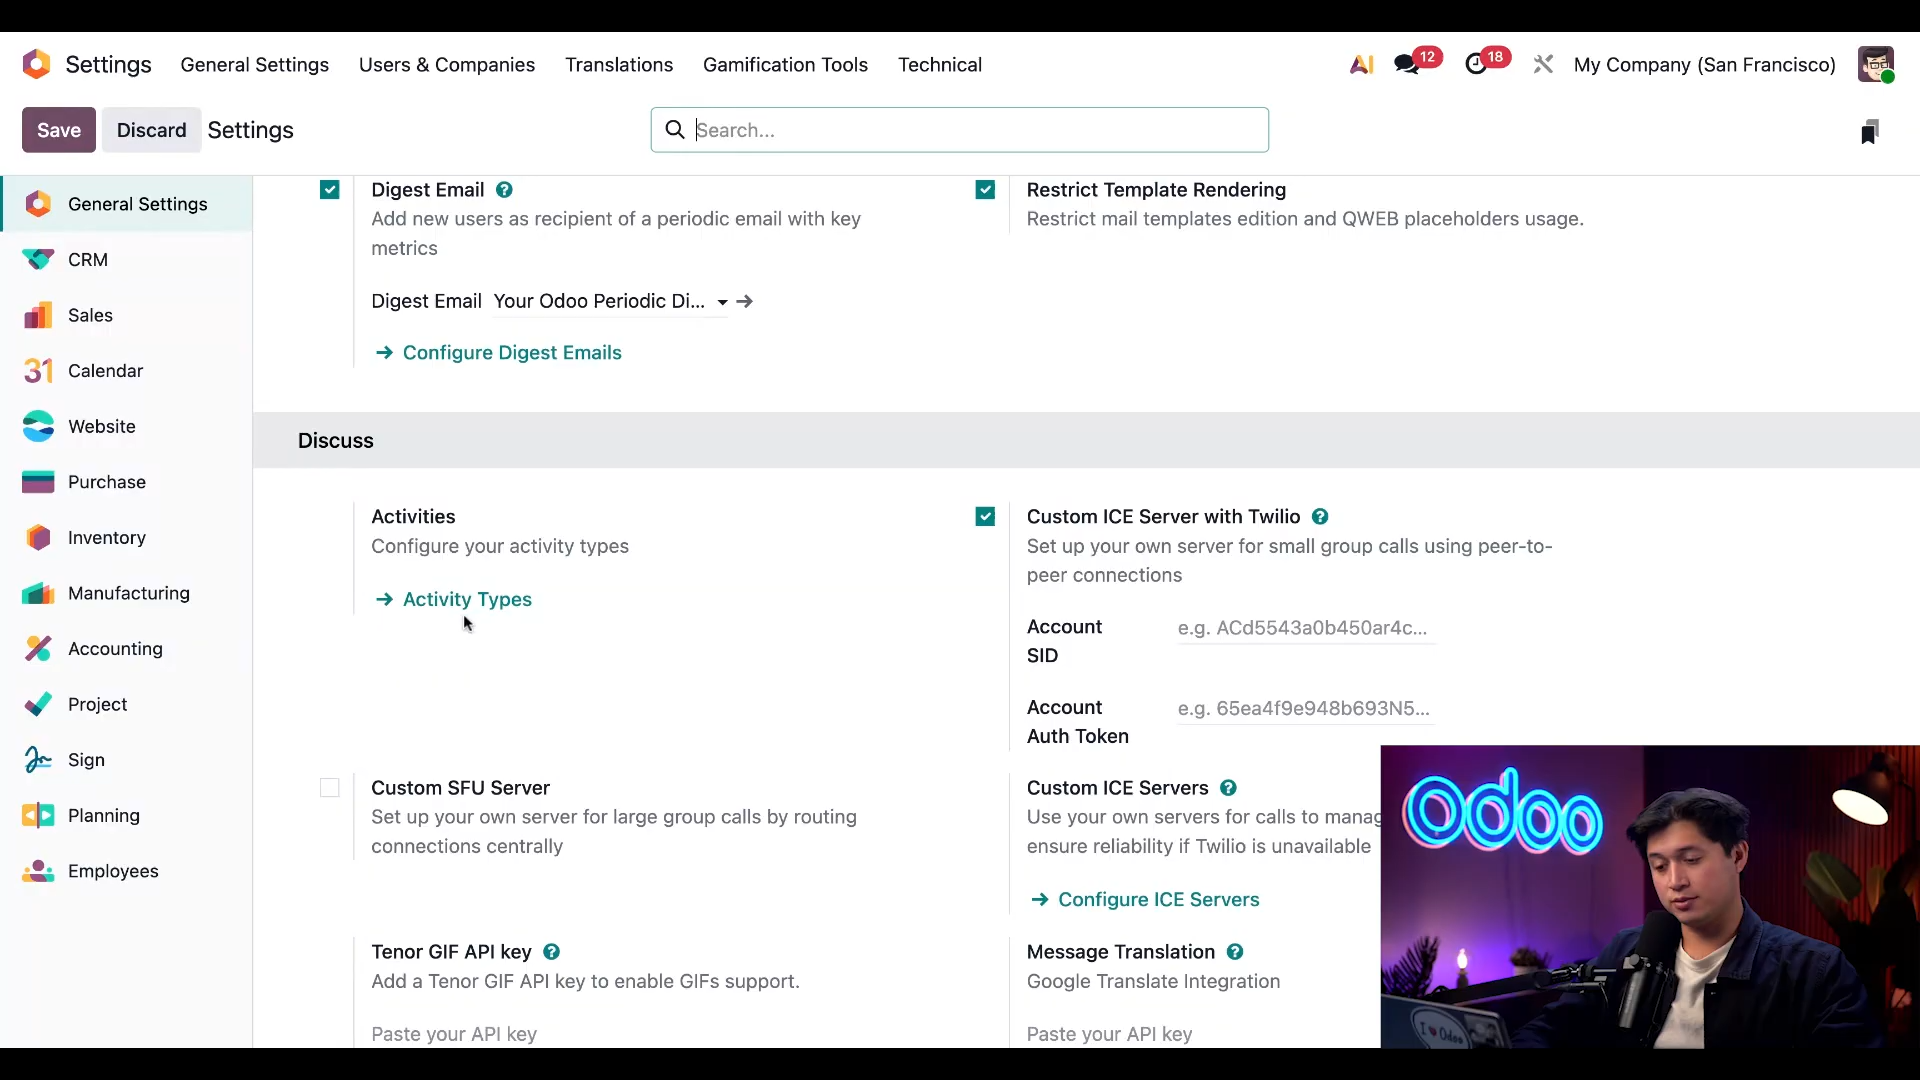 Settings General Settings Users & Companies Translations Gamification Tools Technical AI 12 18 My Company (San Francisco)
Save Discard Settings Search...
General Settings
CRM
Sales
31 Calendar
Website
Purchase
Inventory
Manufacturing
Accounting
Project
Sign
Planning
Employees
Digest Email ?
Add new users as recipient of a periodic email with key
metrics
Digest Email Your Odoo Periodic Di...
→ Configure Digest Emails
Restrict Template Rendering
Restrict mail templates edition and QWEB placeholders usage.
Discuss
Activities
Configure your activity types
→ Activity Types
Custom ICE Server with Twilio ?
Set up your own server for small group calls using peer-to-
peer connections
Account e.g. ACd5543a0b450ar4c...
SID
Account e.g. 65ea4f9e948b693N5...
Auth Token
Custom SFU Server
Set up your own server for large group calls by routing
connections centrally
Custom ICE Servers ?
Use your own servers for calls to manag
ensure reliability if Twilio is unavailable
→ Configure ICE Servers
Tenor GIF API key ?
Add a Tenor GIF API key to enable GIFs support.
Paste your API key
Message Translation ?
Google Translate Integration
Paste your API key
odoo
I ♥ Odoo